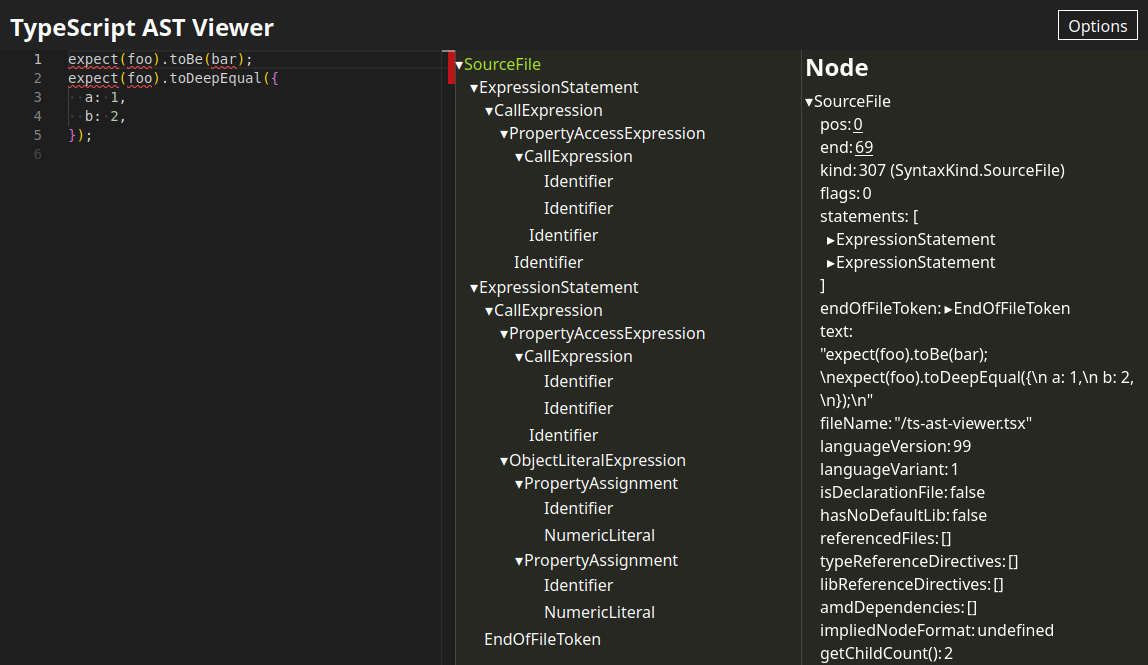 TypeScript AST Viewer
Options
1 expect(foo).toBe(bar);
2 expect(foo).toDeepEqual({
3 ··a:·1,
4 ··b:·2,
5 });
6
▾SourceFile
▾ExpressionStatement
▾CallExpression
▾PropertyAccessExpression
▾CallExpression
Identifier
Identifier
Identifier
Identifier
▾ExpressionStatement
▾CallExpression
▾PropertyAccessExpression
▾CallExpression
Identifier
Identifier
Identifier
▾ObjectLiteralExpression
▾PropertyAssignment
Identifier
NumericLiteral
▾PropertyAssignment
Identifier
NumericLiteral
EndOfFileToken
Node
▾SourceFile
pos: 0
end: 69
kind: 307 (SyntaxKind.SourceFile)
flags: 0
statements: [
▸ExpressionStatement
▸ExpressionStatement
]
endOfFileToken: ▸EndOfFileToken
text:
"expect(foo).toBe(bar);
\nexpect(foo).toDeepEqual({\n a: 1,\n b: 2,
\n});\n"
fileName: "/ts-ast-viewer.tsx"
languageVersion: 99
languageVariant: 1
isDeclarationFile: false
hasNoDefaultLib: false
referencedFiles: []
typeReferenceDirectives: []
libReferenceDirectives: []
amdDependencies: []
impliedNodeFormat: undefined
getChildCount(): 2